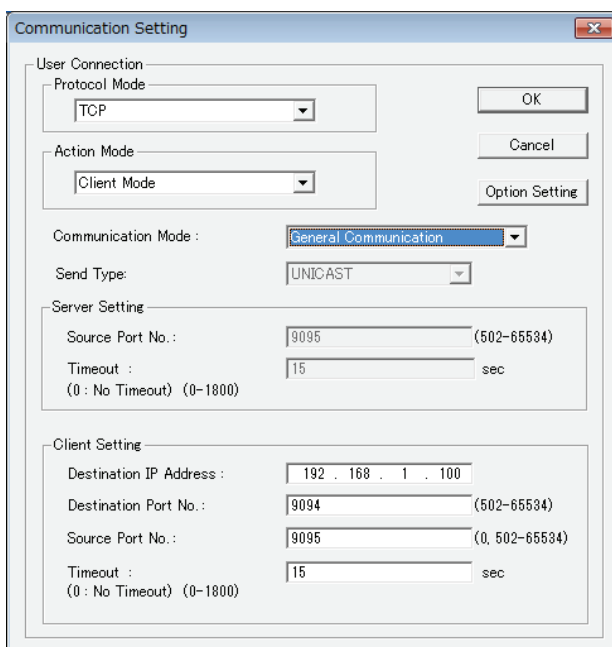 Communication Setting
User Connection
Protocol Mode
TCP
OK
Action Mode
Cancel
Client Mode
Option Setting
Communication Mode : General Communication
Send Type: UNICAST
Server Setting
Source Port No. : 9095 (502-65534)
Timeout : 15 sec
(0 : No Timeout) (0-1800)
Client Setting
Destination IP Address : 192 . 168 . 1 . 100
Destination Port No. : 9094 (502-65534)
Source Port No. : 9095 (0, 502-65534)
Timeout : 15 sec
(0 : No Timeout) (0-1800)